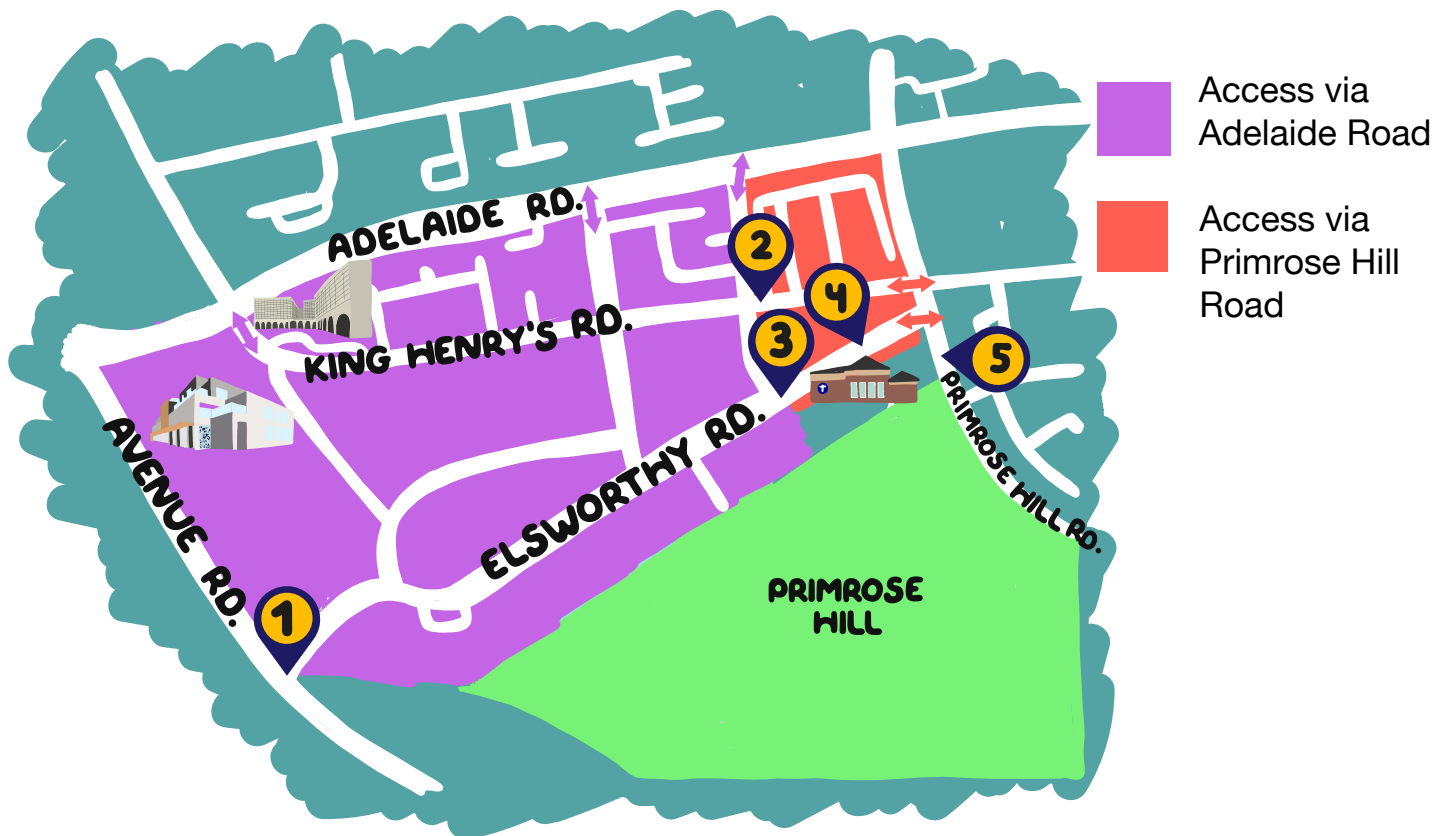 Access via
Adelaide Road
Access via
Primrose Hill
Road
ADELAIDE RD.
2
4
KING HENRY'S RD.
3
5
AVENUE RD.
ELSWORTHY RD.
PRIMROSE HILL RD.
1
PRIMROSE
HILL